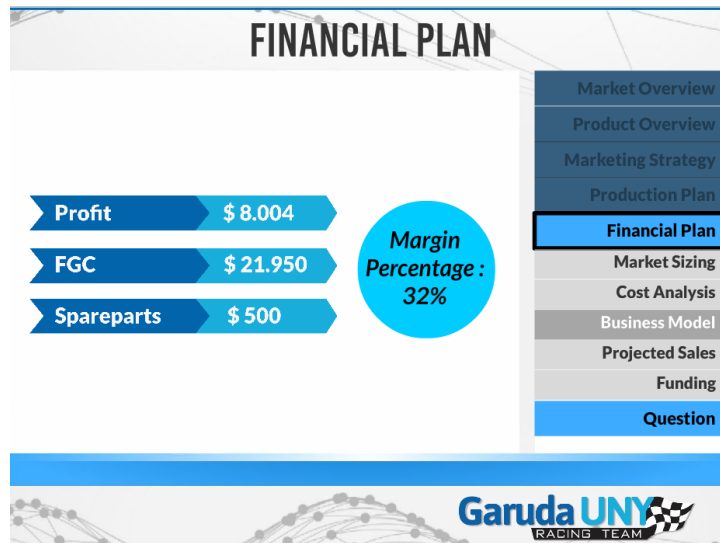 FINANCIAL PLAN
Profit $ 8.004
FGC $ 21.950
Spareparts $ 500
Margin
Percentage :
32%
Market Overview
Product Overview
Marketing Strategy
Production Plan
Financial Plan
Market Sizing
Cost Analysis
Business Model
Projected Sales
Funding
Question
Garuda UNY
RACING TEAM